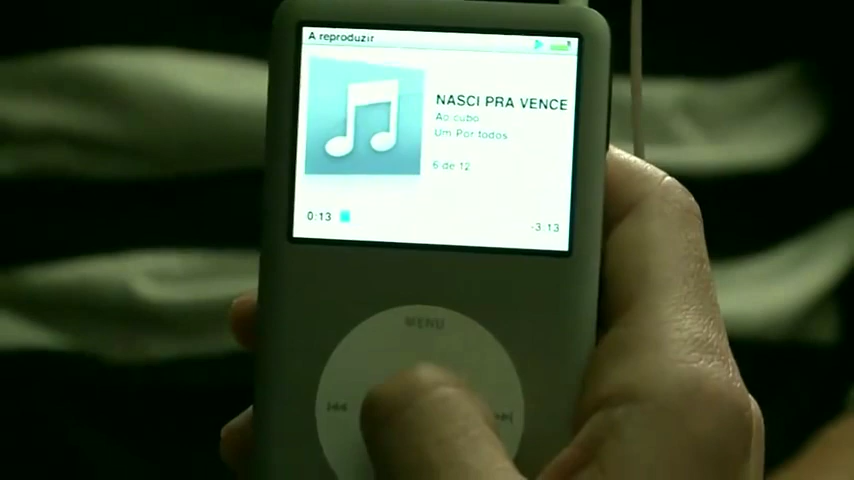 A reproduzir
NASCI PRA VENCE
Ao cubo
Um Por todos
6 de 12
0:13
-3:13
MENU